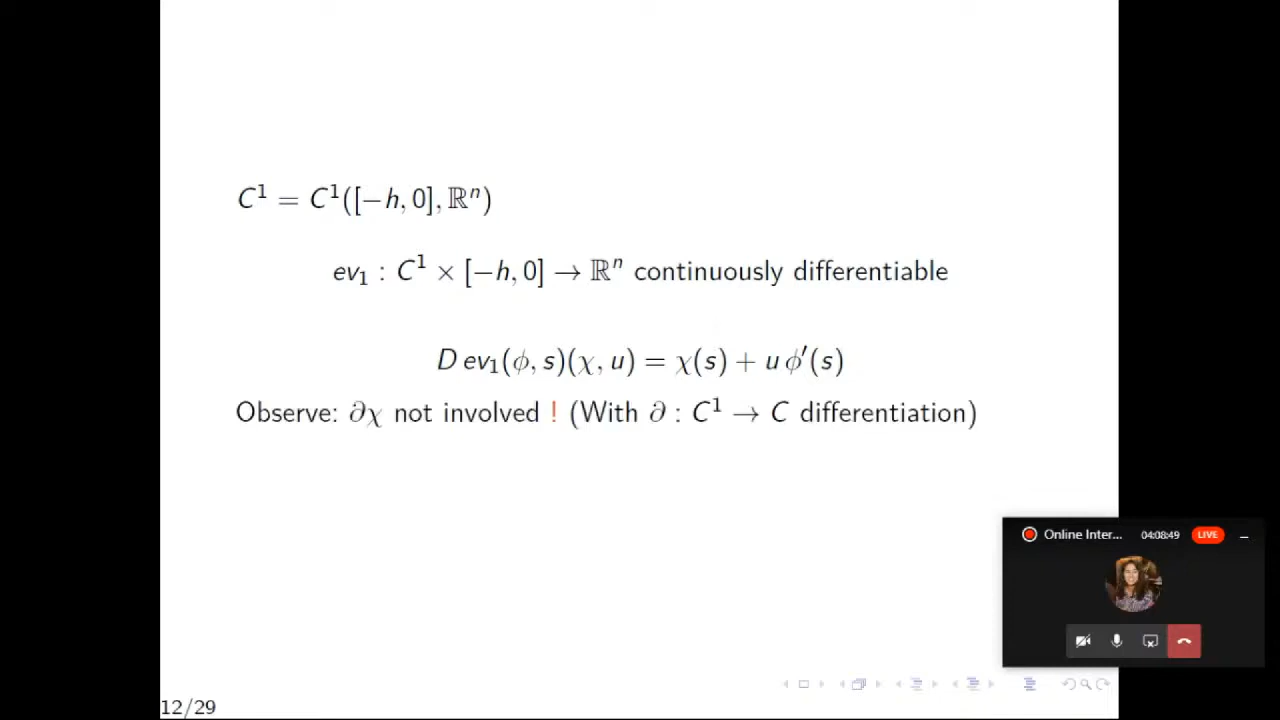 C¹ = C¹([−h, 0], ℝⁿ)
ev₁ : C¹ × [−h, 0] → ℝⁿ continuously differentiable
D ev₁(ϕ, s)(χ, u) = χ(s) + u ϕ′(s)
Observe: ∂χ not involved ! (With ∂ : C¹ → C differentiation)
Online Inter... 04:08:49 LIVE
12/29